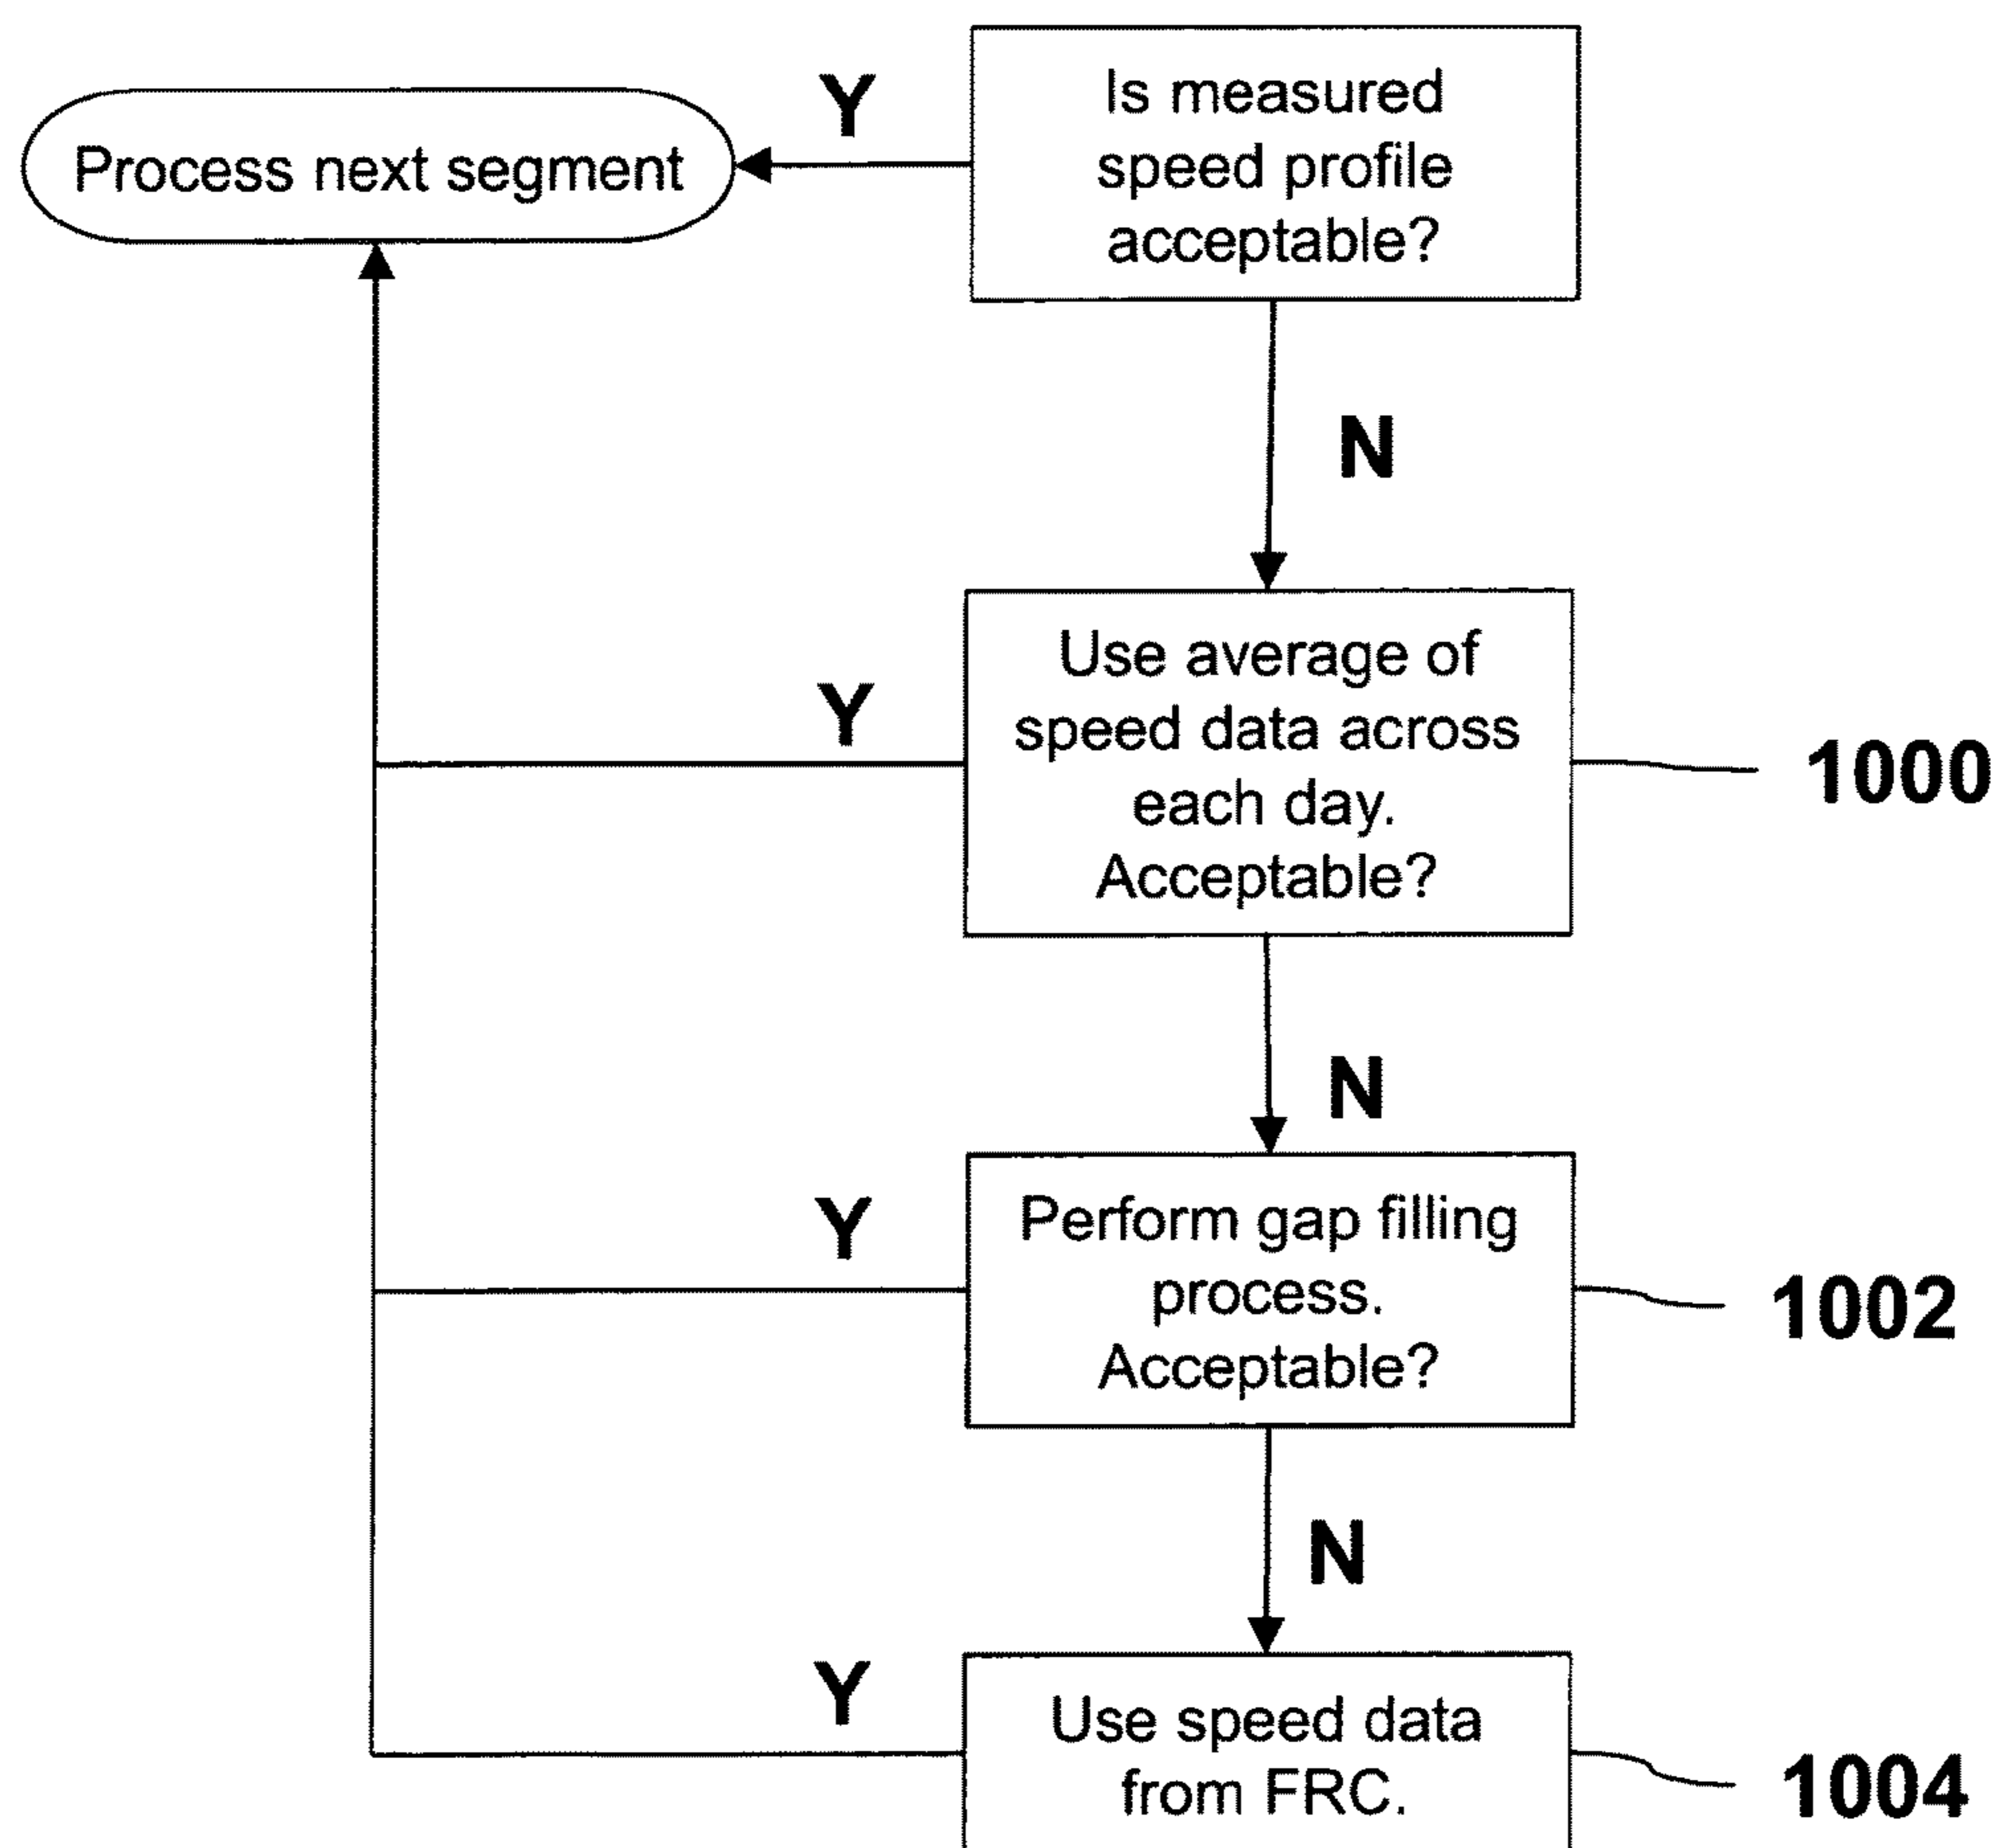 Process next segment
Y
Is measured
speed profile
acceptable?
N
Y
Use average of
speed data across
each day.
Acceptable?
1000
N
Y
Perform gap filling
process.
Acceptable?
1002
N
Y
Use speed data
from FRC.
1004